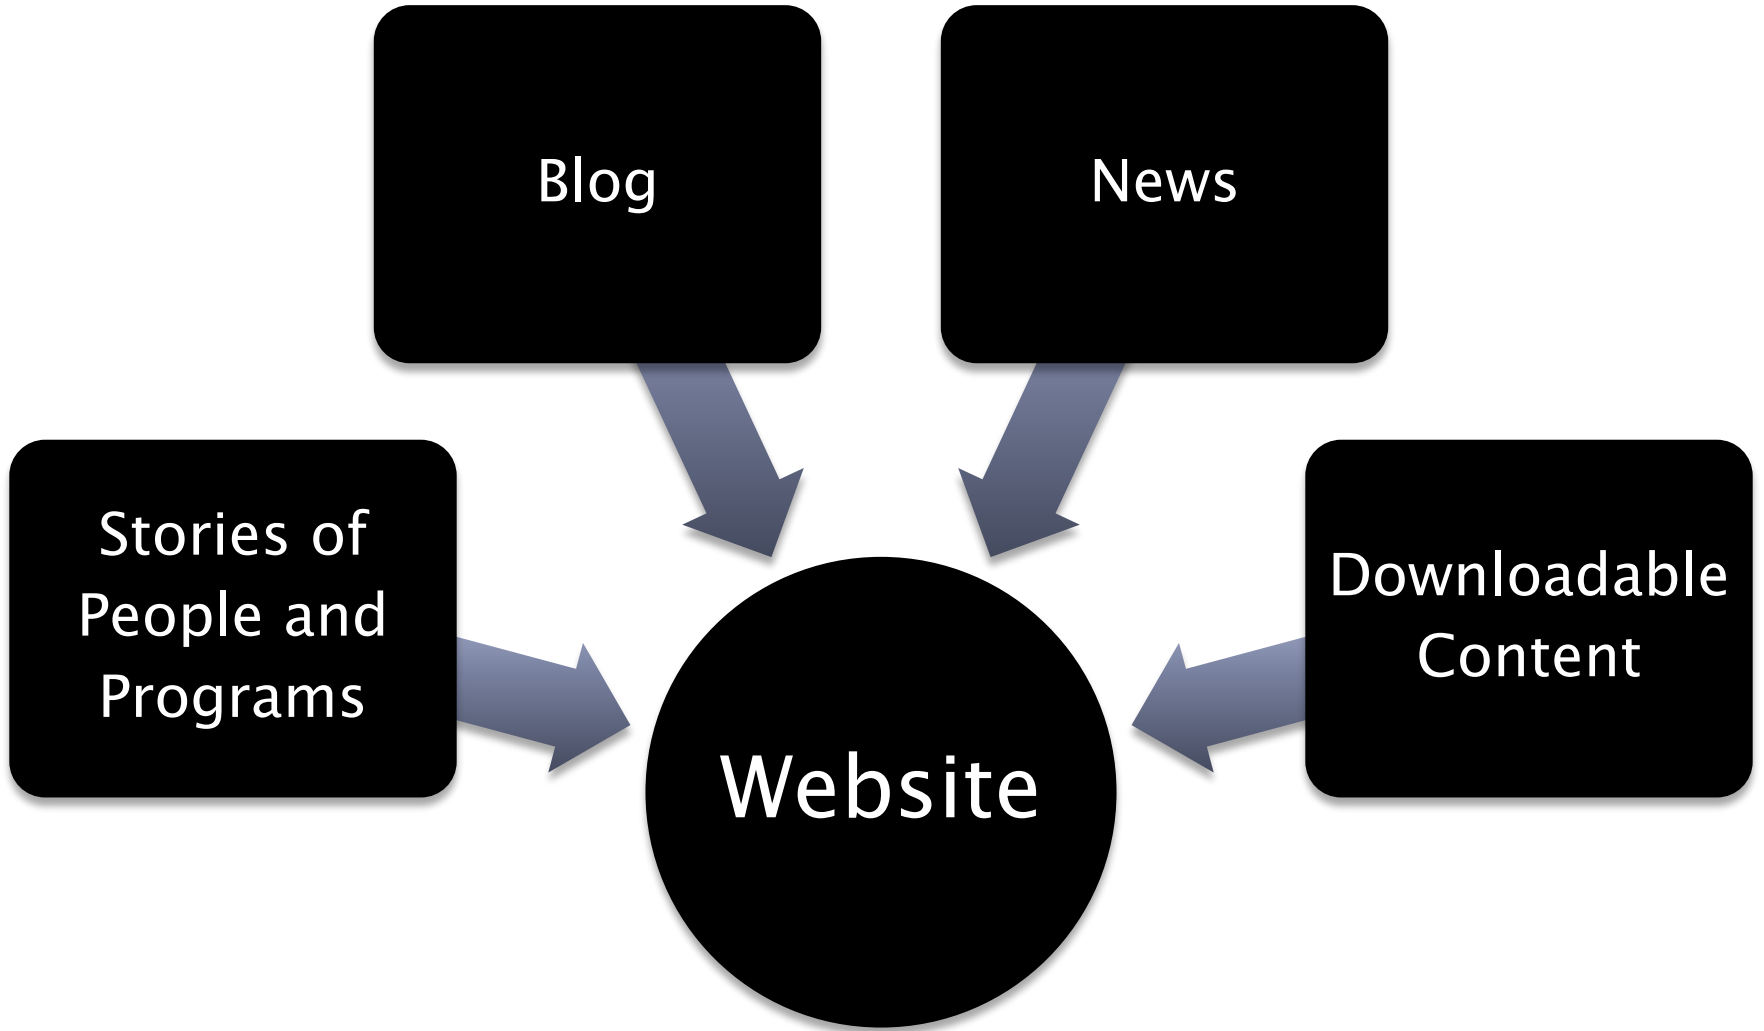 Blog
News
Stories of
People and
Programs
Downloadable
Content
Website